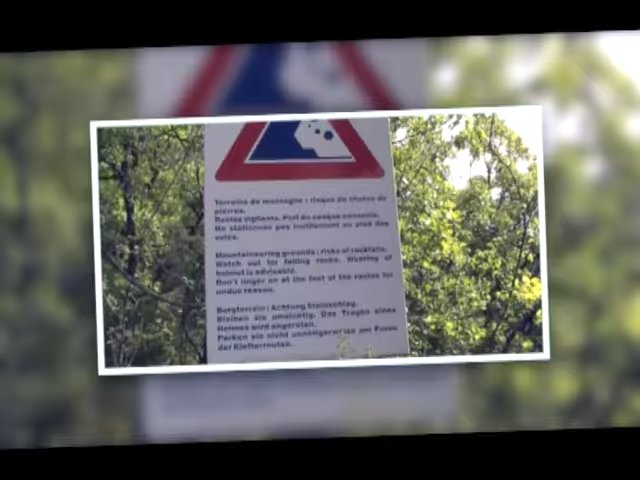 Terrains de montagne : risque de chutes de
pierres.
Restez vigilants. Port du casque conseillé.
Ne stationnez pas inutilement au pied des
voies.
Mountaineering grounds : risks of rockfalls.
Watch out for falling rocks. Wearing of
helmet is advisable.
Don't linger on at the foot of the routes for
undue reason.
Bergterrain : Achtung Steinschlag.
Bleiben sie umsichtig. Das Tragen eines
Helmes wird angeraten.
Parken sie nicht unnötigerweise am Fusse
der Kletterrouten.